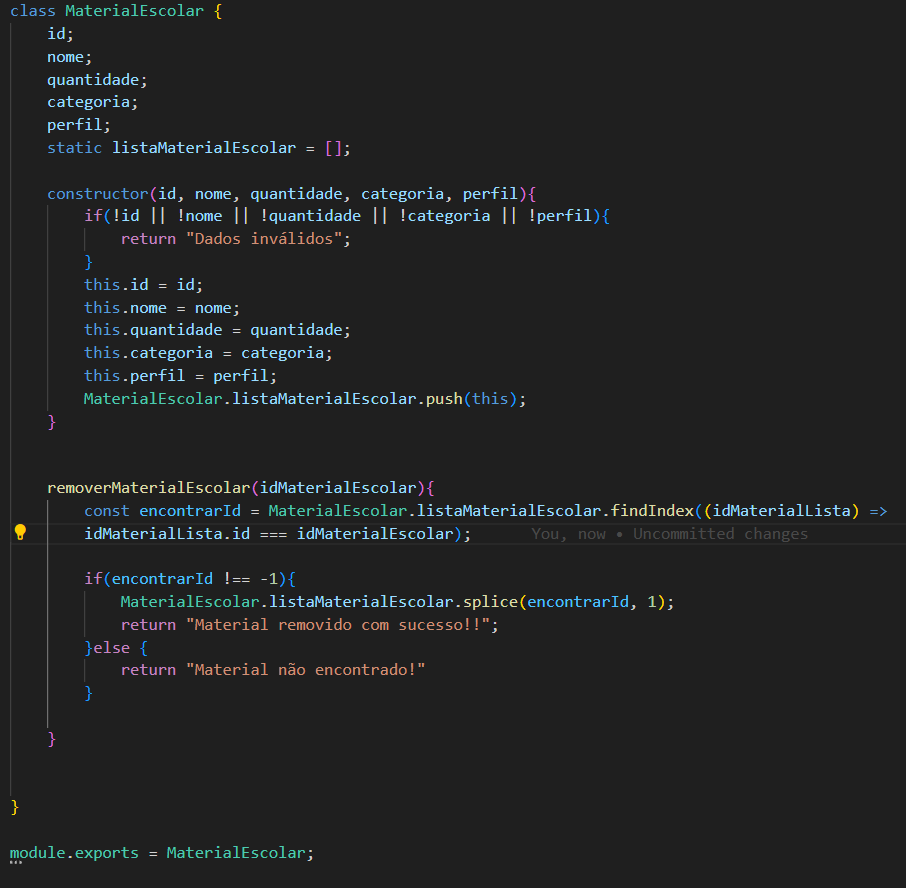 class MaterialEscolar {
    id;
    nome;
    quantidade;
    categoria;
    perfil;
    static listaMaterialEscolar = [];

    constructor(id, nome, quantidade, categoria, perfil){
        if(!id || !nome || !quantidade || !categoria || !perfil){
            return "Dados inválidos";
        }
        this.id = id;
        this.nome = nome;
        this.quantidade = quantidade;
        this.categoria = categoria;
        this.perfil = perfil;
        MaterialEscolar.listaMaterialEscolar.push(this);
    }

    removerMaterialEscolar(idMaterialEscolar){
        const encontrarId = MaterialEscolar.listaMaterialEscolar.findIndex((idMaterialLista) =>
        idMaterialLista.id === idMaterialEscolar);      You, now • Uncommitted changes

        if(encontrarId !== -1){
            MaterialEscolar.listaMaterialEscolar.splice(encontrarId, 1);
            return "Material removido com sucesso!!";
        }else {
            return "Material não encontrado!"
        }

    }

}

module.exports = MaterialEscolar;